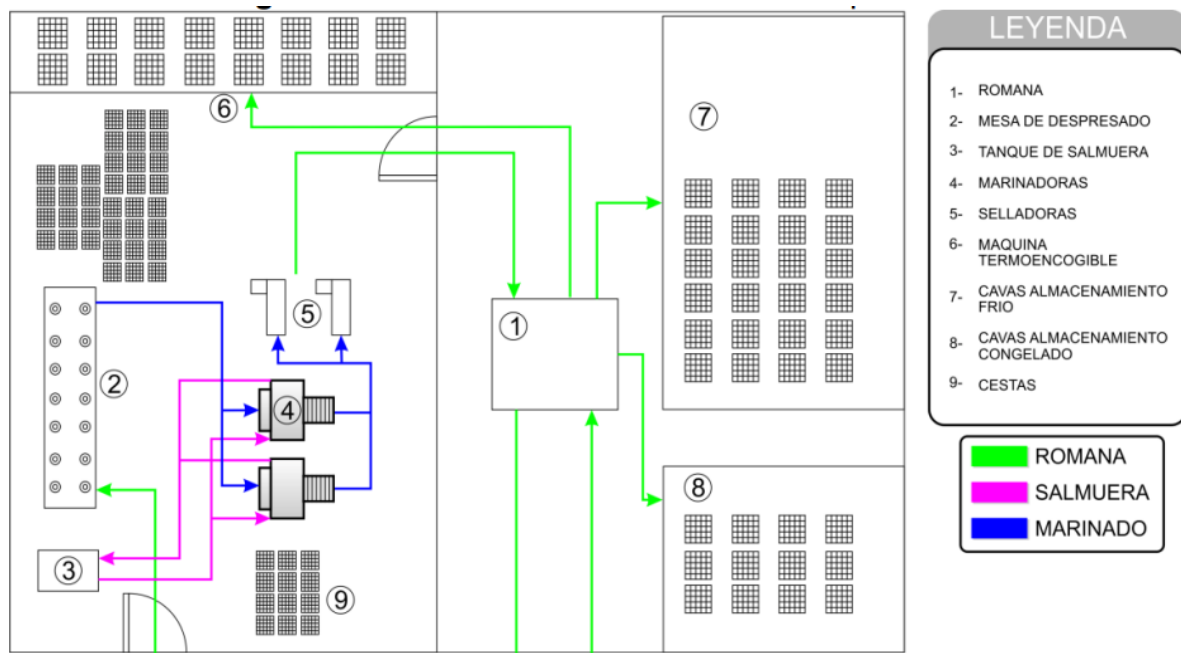 LEYENDA
1- ROMANA
2- MESA DE DESPRESADO
3- TANQUE DE SALMUERA
4- MARINADORAS
5- SELLADORAS
6- MAQUINA
TERMOENCOGIBLE
7- CAVAS ALMACENAMIENTO
FRIO
8- CAVAS ALMACENAMIENTO
CONGELADO
9- CESTAS
ROMANA
SALMUERA
MARINADO
6
7
5
1
2
4
8
3
9